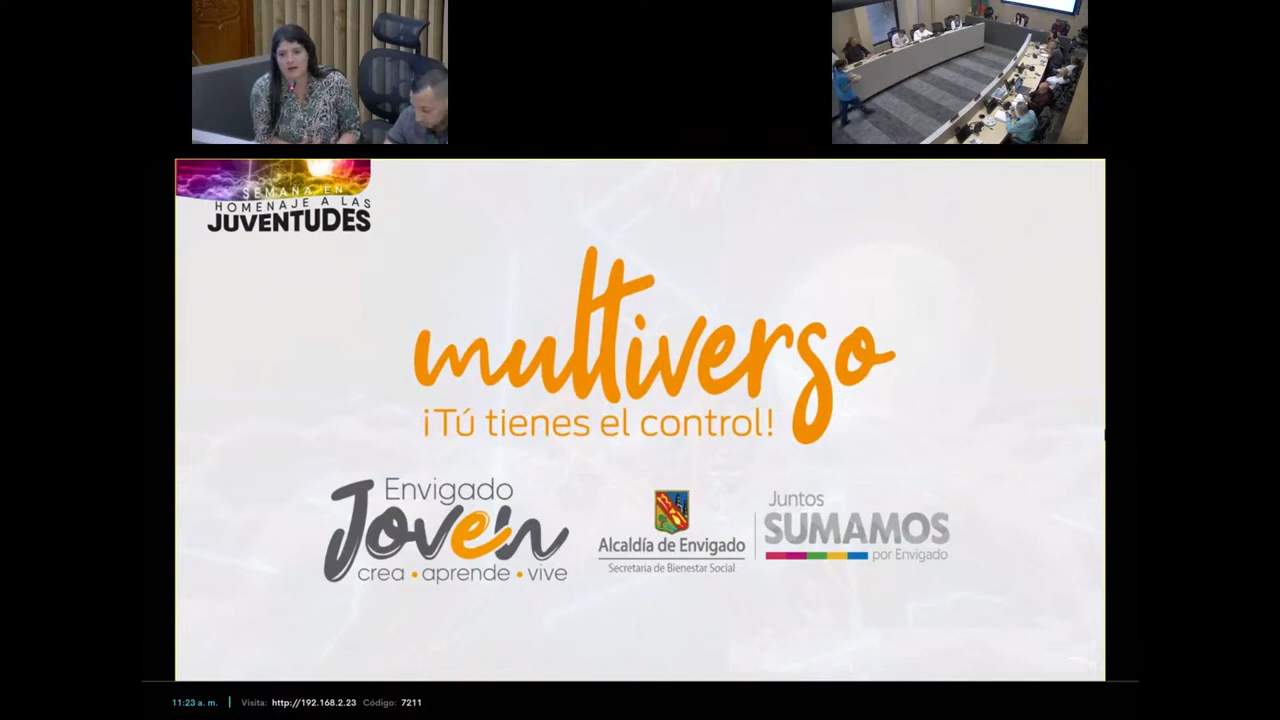 SEMANA EN
HOMENAJE A LAS
JUVENTUDES
multiverso
¡Tú tienes el control!
Envigado
Joven
crea • aprende • vive
Alcaldía de Envigado
Secretaria de Bienestar Social
Juntos
SUMAMOS
por Envigado
11:23 a. m. | Visita: http://192.168.2.23 Código: 7211